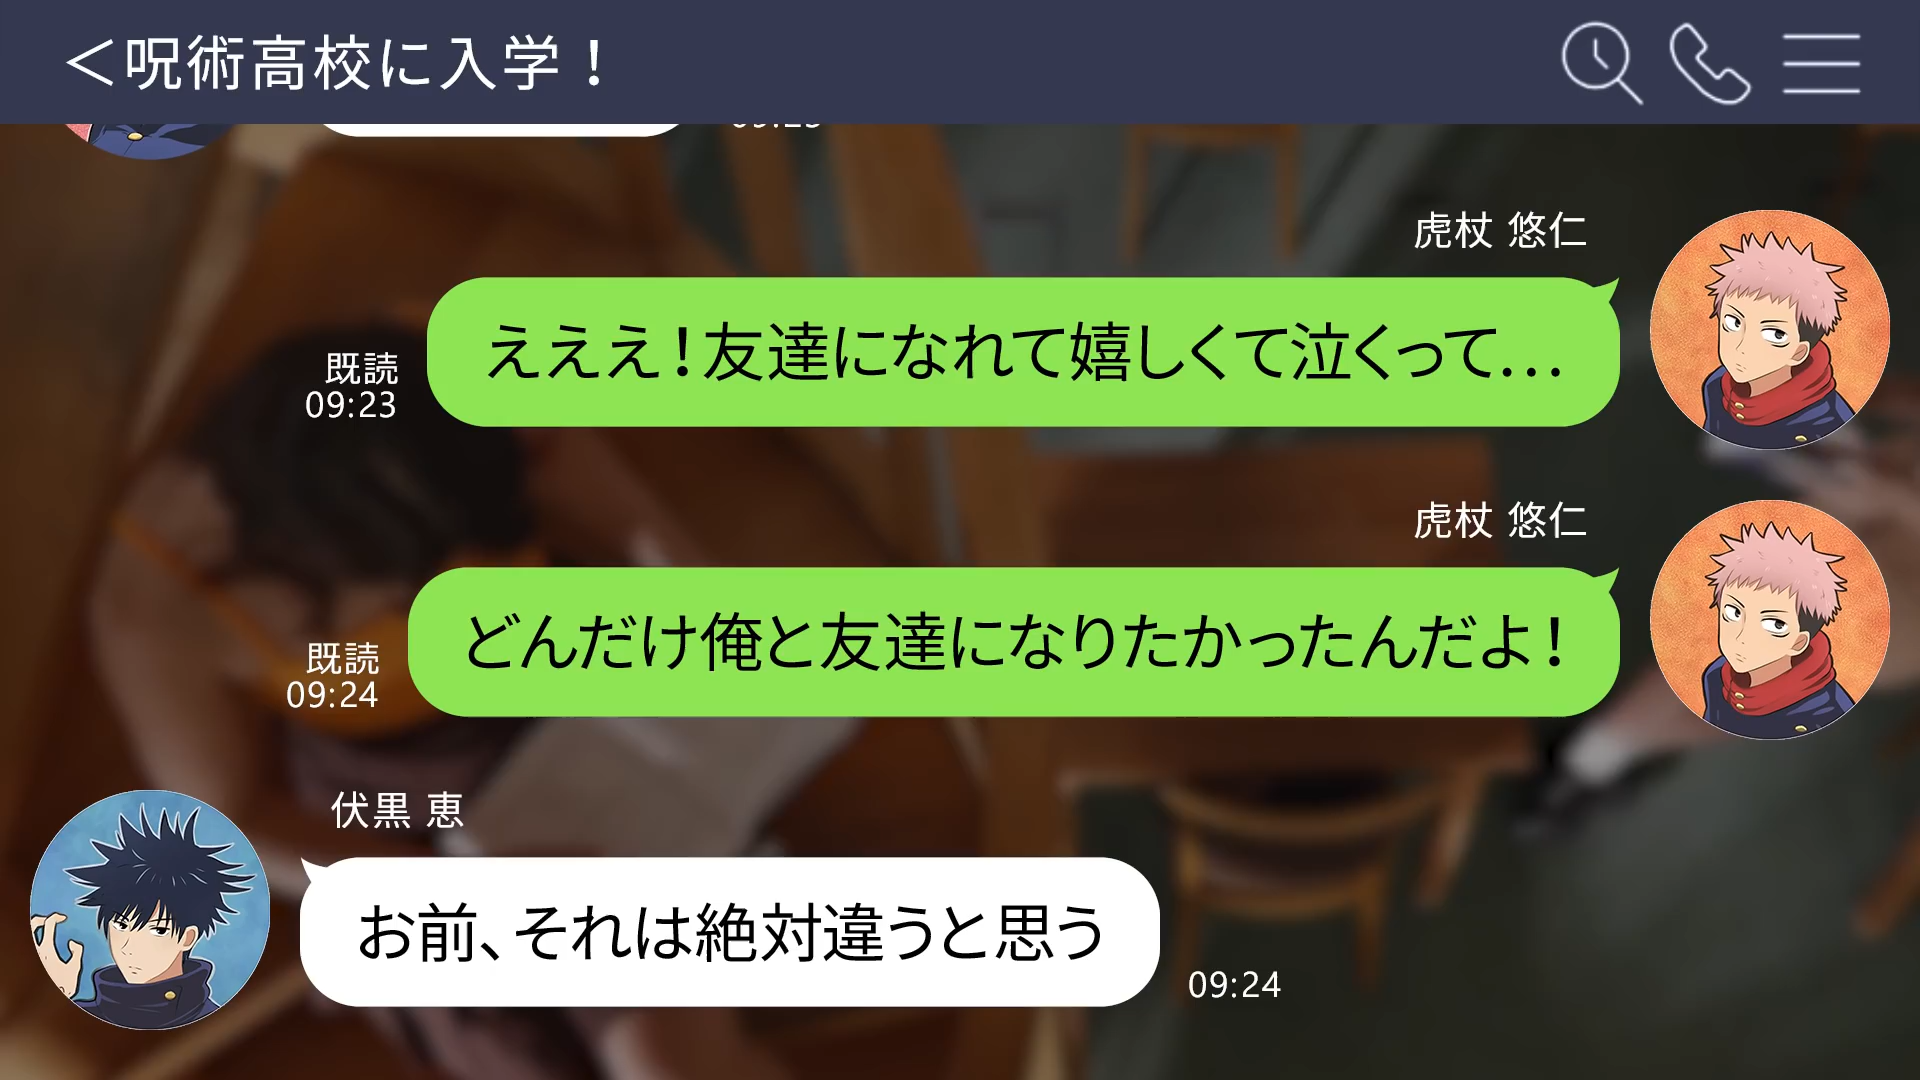 ＜呪術高校に入学！
虎杖 悠仁
えええ！友達になれて嬉しくて泣くって…
既読
09:23
虎杖 悠仁
どんだけ俺と友達になりたかったんだよ！
既読
09:24
伏黒 恵
お前、それは絶対違うと思う
09:24